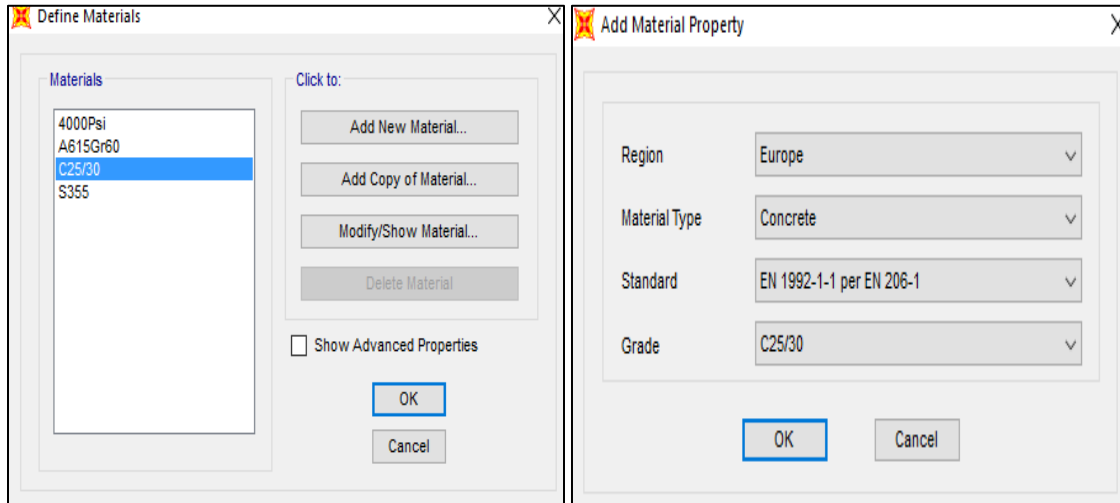 Define Materials
Materials
4000Psi
A615Gr60
C25/30
S355
Click to:
Add New Material...
Add Copy of Material...
Modify/Show Material...
Delete Material
Show Advanced Properties
OK
Cancel
Add Material Property
Region
Europe
Material Type
Concrete
Standard
EN 1992-1-1 per EN 206-1
Grade
C25/30
OK
Cancel